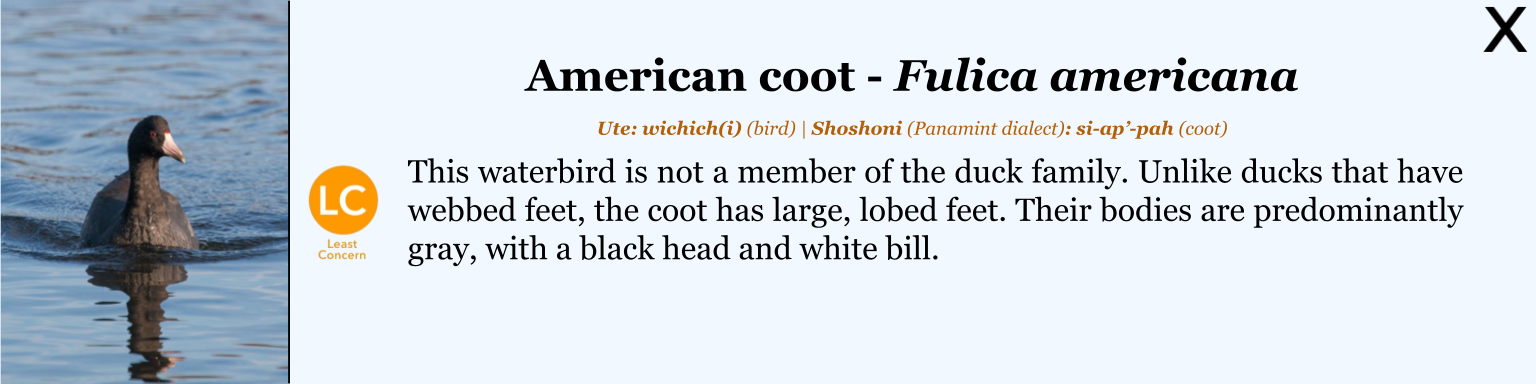 X
American coot - Fulica americana
Ute: wichich(i) (bird) | Shoshoni (Panamint dialect): si-ap’-pah (coot)
LC
Least
Concern
This waterbird is not a member of the duck family. Unlike ducks that have
webbed feet, the coot has large, lobed feet. Their bodies are predominantly
gray, with a black head and white bill.